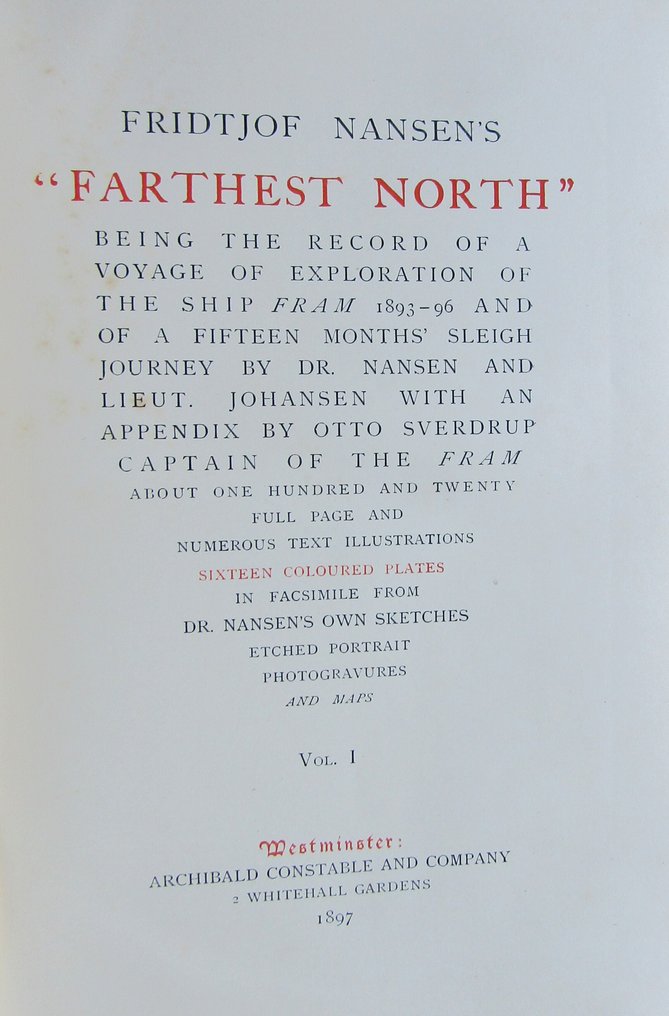 FRIDTJOF NANSEN'S
“FARTHEST NORTH”
BEING THE RECORD OF A
VOYAGE OF EXPLORATION OF
THE SHIP FRAM 1893–96 AND
OF A FIFTEEN MONTHS' SLEIGH
JOURNEY BY DR. NANSEN AND
LIEUT. JOHANSEN WITH AN
APPENDIX BY OTTO SVERDRUP
CAPTAIN OF THE FRAM
ABOUT ONE HUNDRED AND TWENTY
FULL PAGE AND
NUMEROUS TEXT ILLUSTRATIONS
SIXTEEN COLOURED PLATES
IN FACSIMILE FROM
DR. NANSEN'S OWN SKETCHES
ETCHED PORTRAIT
PHOTOGRAVURES
AND MAPS
VOL. I
Westminster:
ARCHIBALD CONSTABLE AND COMPANY
2 WHITEHALL GARDENS
1897